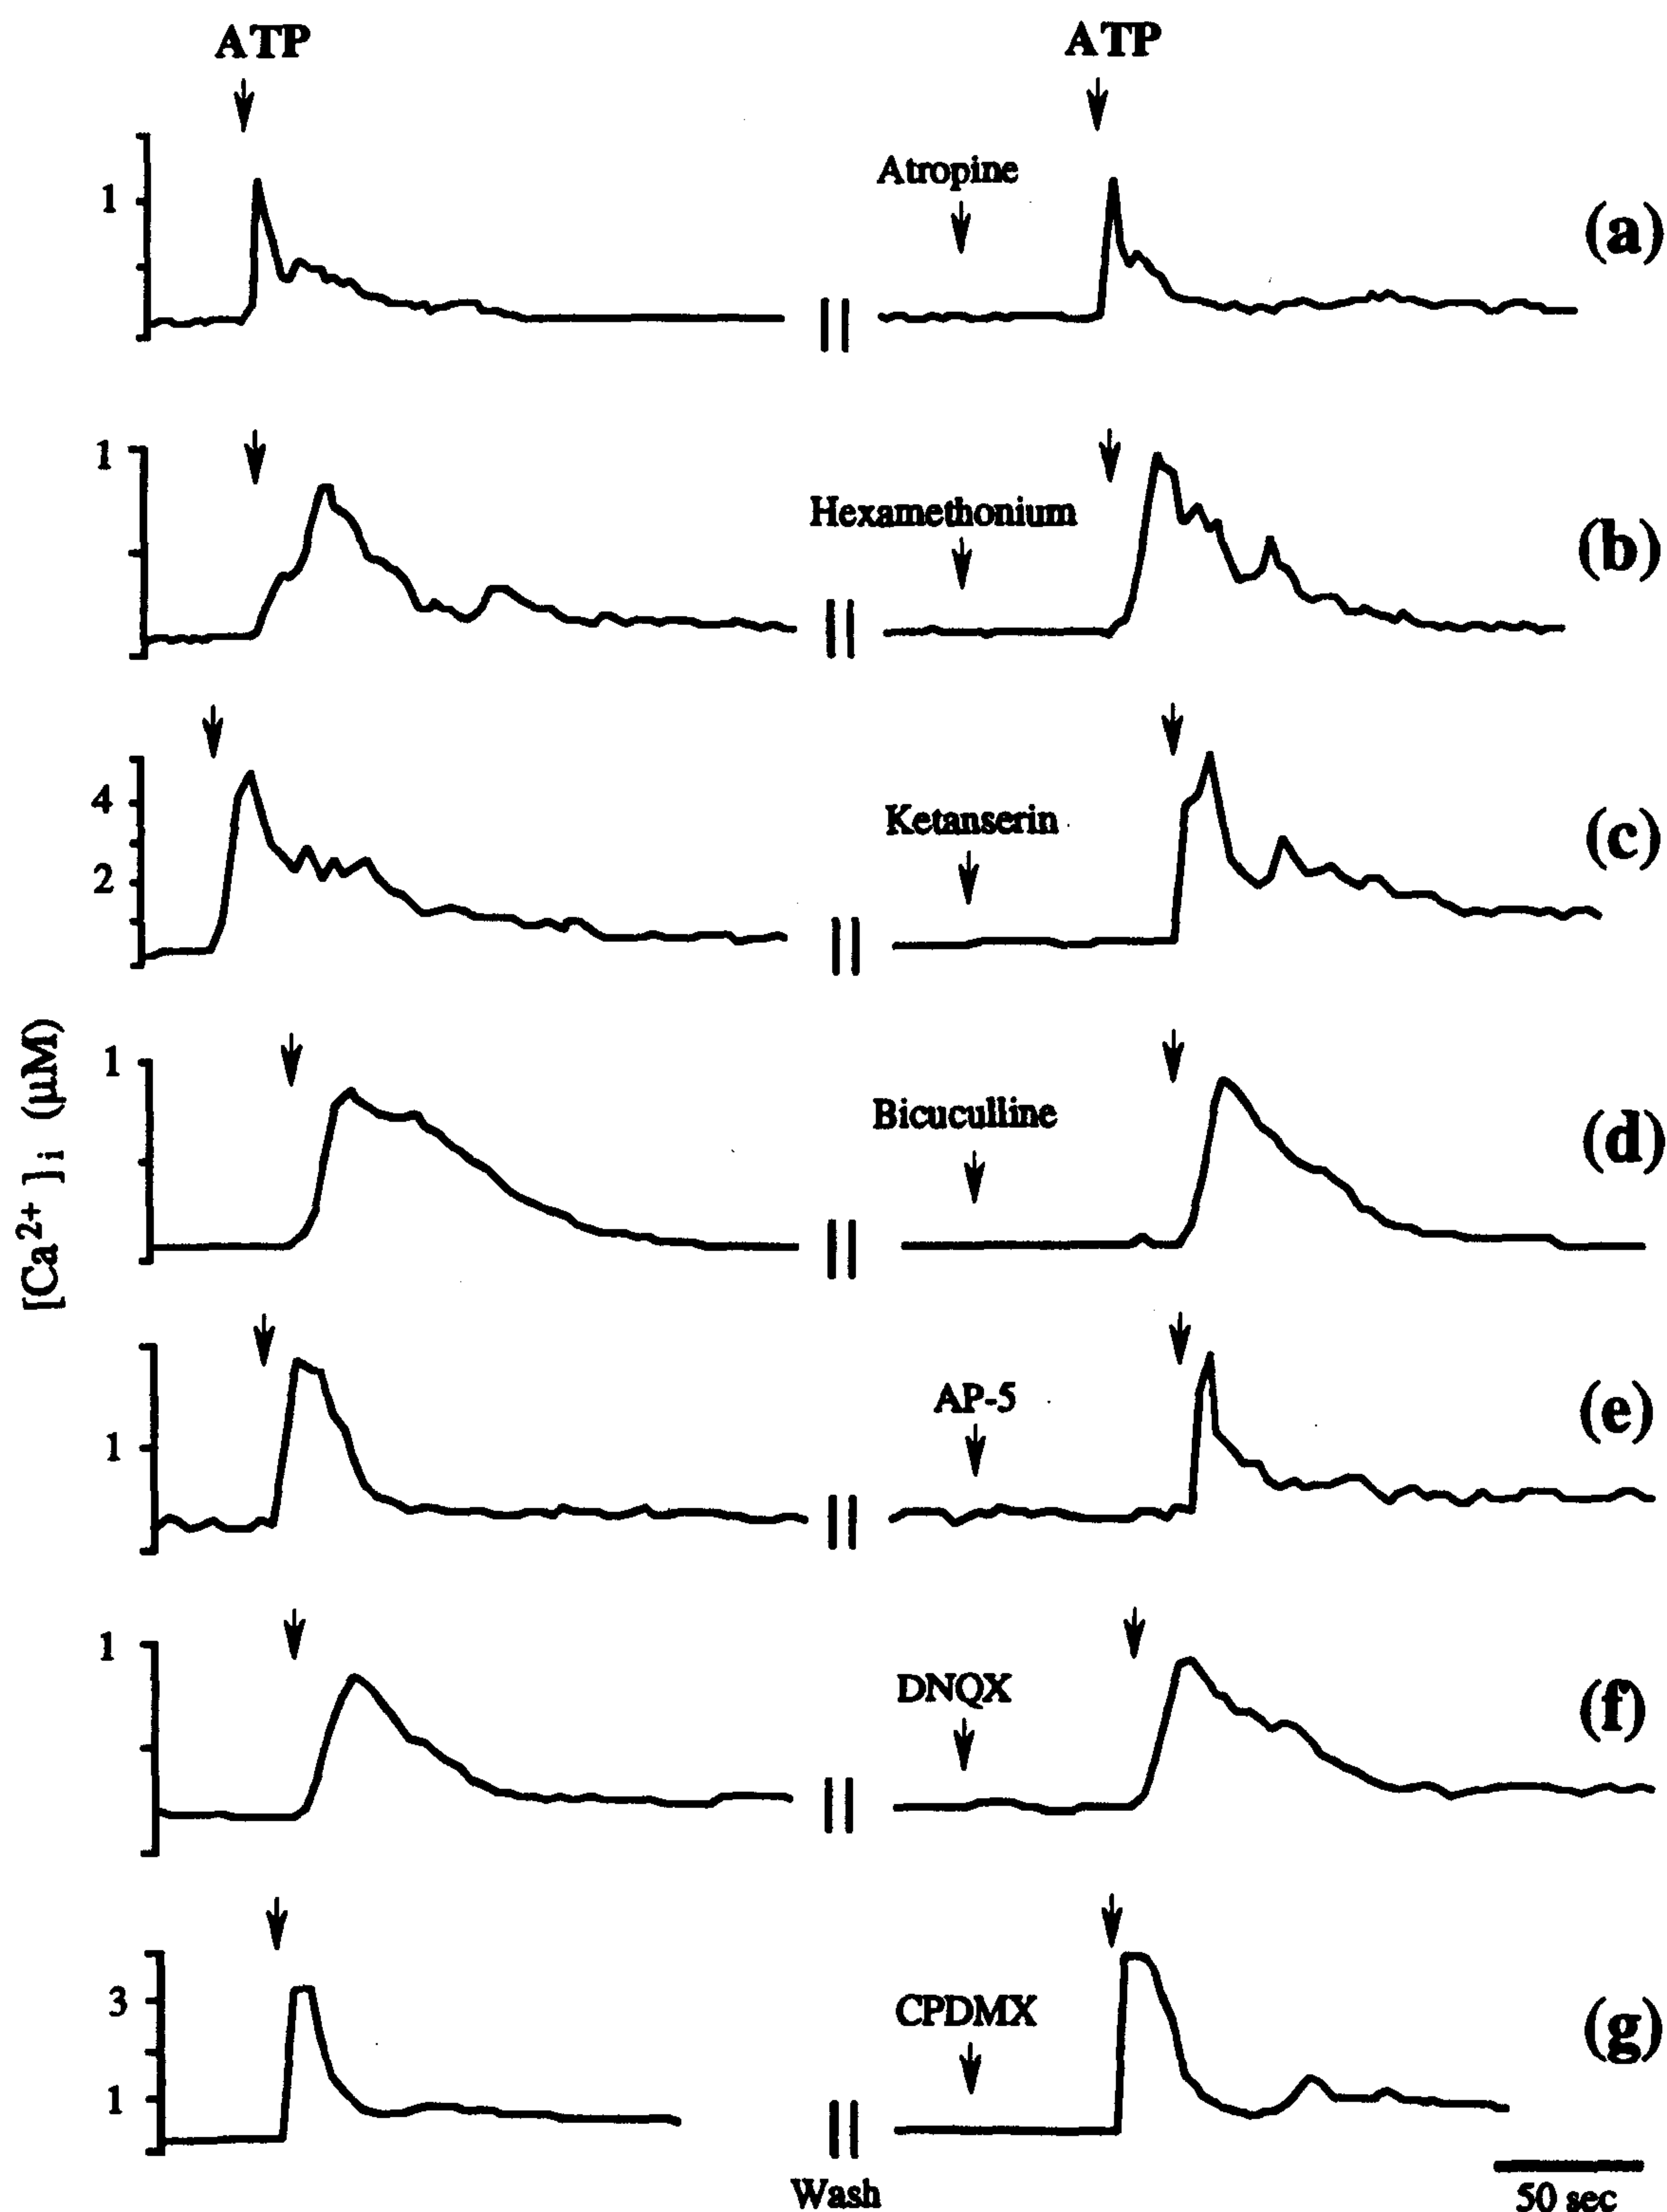 ATP ATP
1 Atropine (a)
1 Hexamethonium (b)
4 2 Ketanserin (c)
[Ca2+]i (µM)
1 Bicuculline (d)
1 AP-5 (e)
1 DNQX (f)
3 1 CPDMX (g)
Wash 50 sec